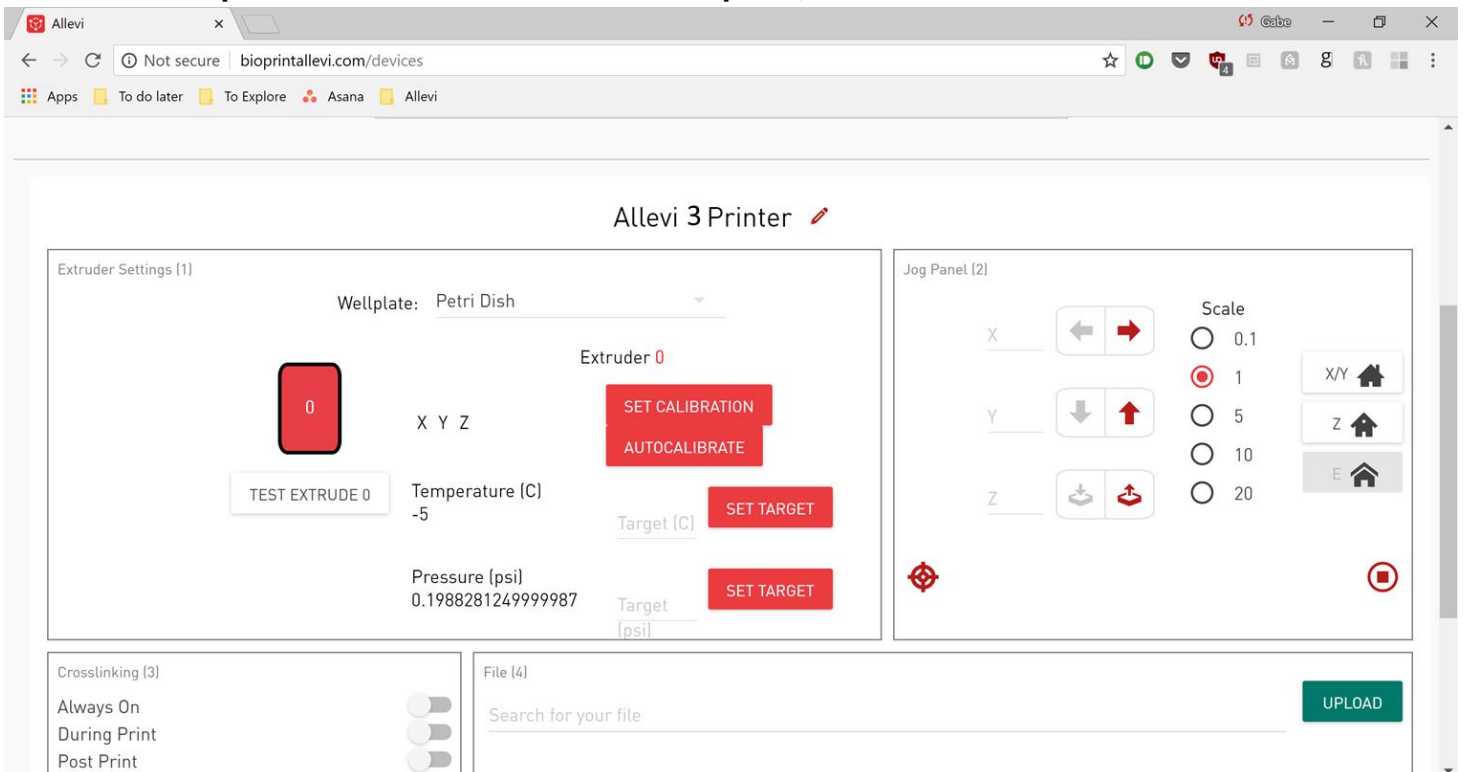 Allevi
Gabe
Not secure | bioprintallevi.com/devices
4
g
Apps To do later To Explore Asana Allevi
Allevi 3 Printer
Extruder Settings (1)
Wellplate: Petri Dish
Extruder 0
0
X Y Z
SET CALIBRATION
AUTOCALIBRATE
TEST EXTRUDE 0
Temperature (C)
-5
Target (C)
SET TARGET
Pressure (psi)
0.1988281249999987
Target
(psi)
SET TARGET
Jog Panel (2)
X
Y
Z
Scale
0.1
1
5
10
20
X/Y
Z
E
Crosslinking (3)
Always On
During Print
Post Print
File (4)
Search for your file
UPLOAD